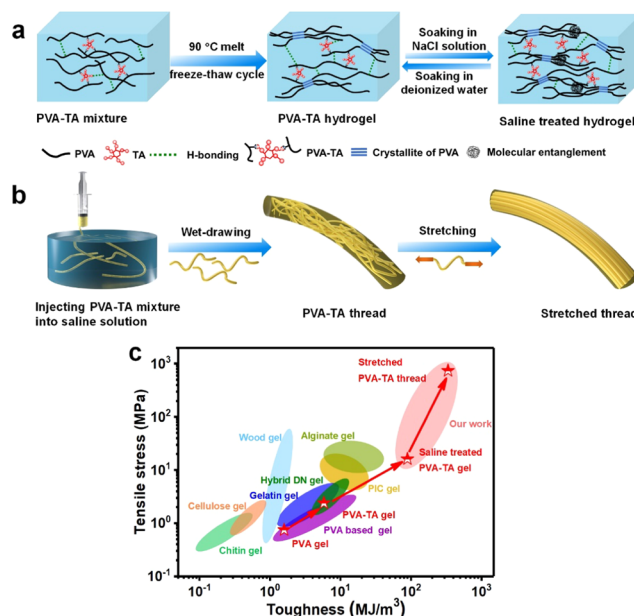 a
90 °C melt
freeze-thaw cycle
Soaking in
NaCl solution
Soaking in
deionized water
PVA-TA mixture
PVA-TA hydrogel
Saline treated hydrogel
PVA
TA
H-bonding
PVA-TA
Crystallite of PVA
Molecular entanglement
b
Wet-drawing
Stretching
Injecting PVA-TA mixture
into saline solution
PVA-TA thread
Stretched thread
c
Tensile stress (MPa)
10³
10²
10¹
10⁰
10⁻¹
Stretched
PVA-TA thread
Our work
Saline treated
PVA-TA gel
Wood gel
Alginate gel
Hybrid DN gel
PIC gel
Gelatin gel
Cellulose gel
PVA-TA gel
PVA based gel
Chitin gel
PVA gel
10⁻¹
10⁰
10¹
10²
10³
Toughness (MJ/m³)